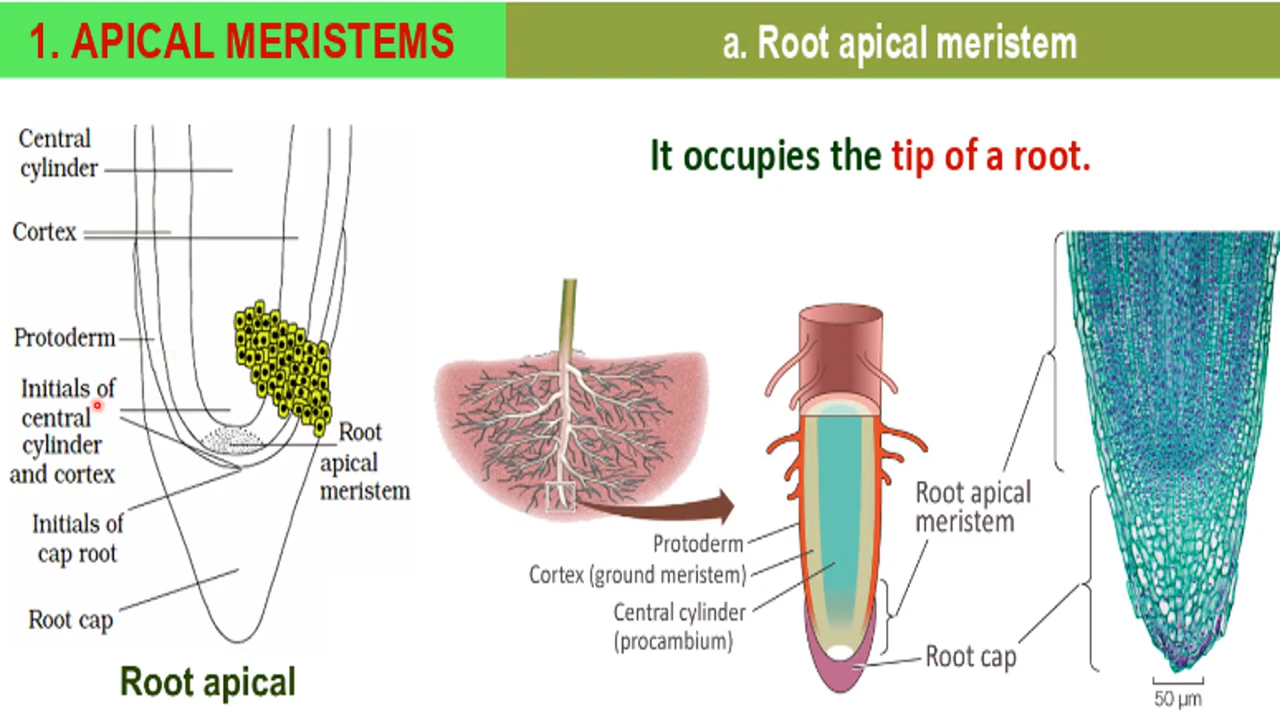 1. APICAL MERISTEMS
a. Root apical meristem
It occupies the tip of a root.
Central
cylinder
Cortex
Protoderm
Initials of
central
cylinder
and cortex
Root
apical
meristem
Initials of
cap root
Root cap
Root apical
Protoderm
Cortex (ground meristem)
Central cylinder
(procambium)
Root apical
meristem
Root cap
50 μm